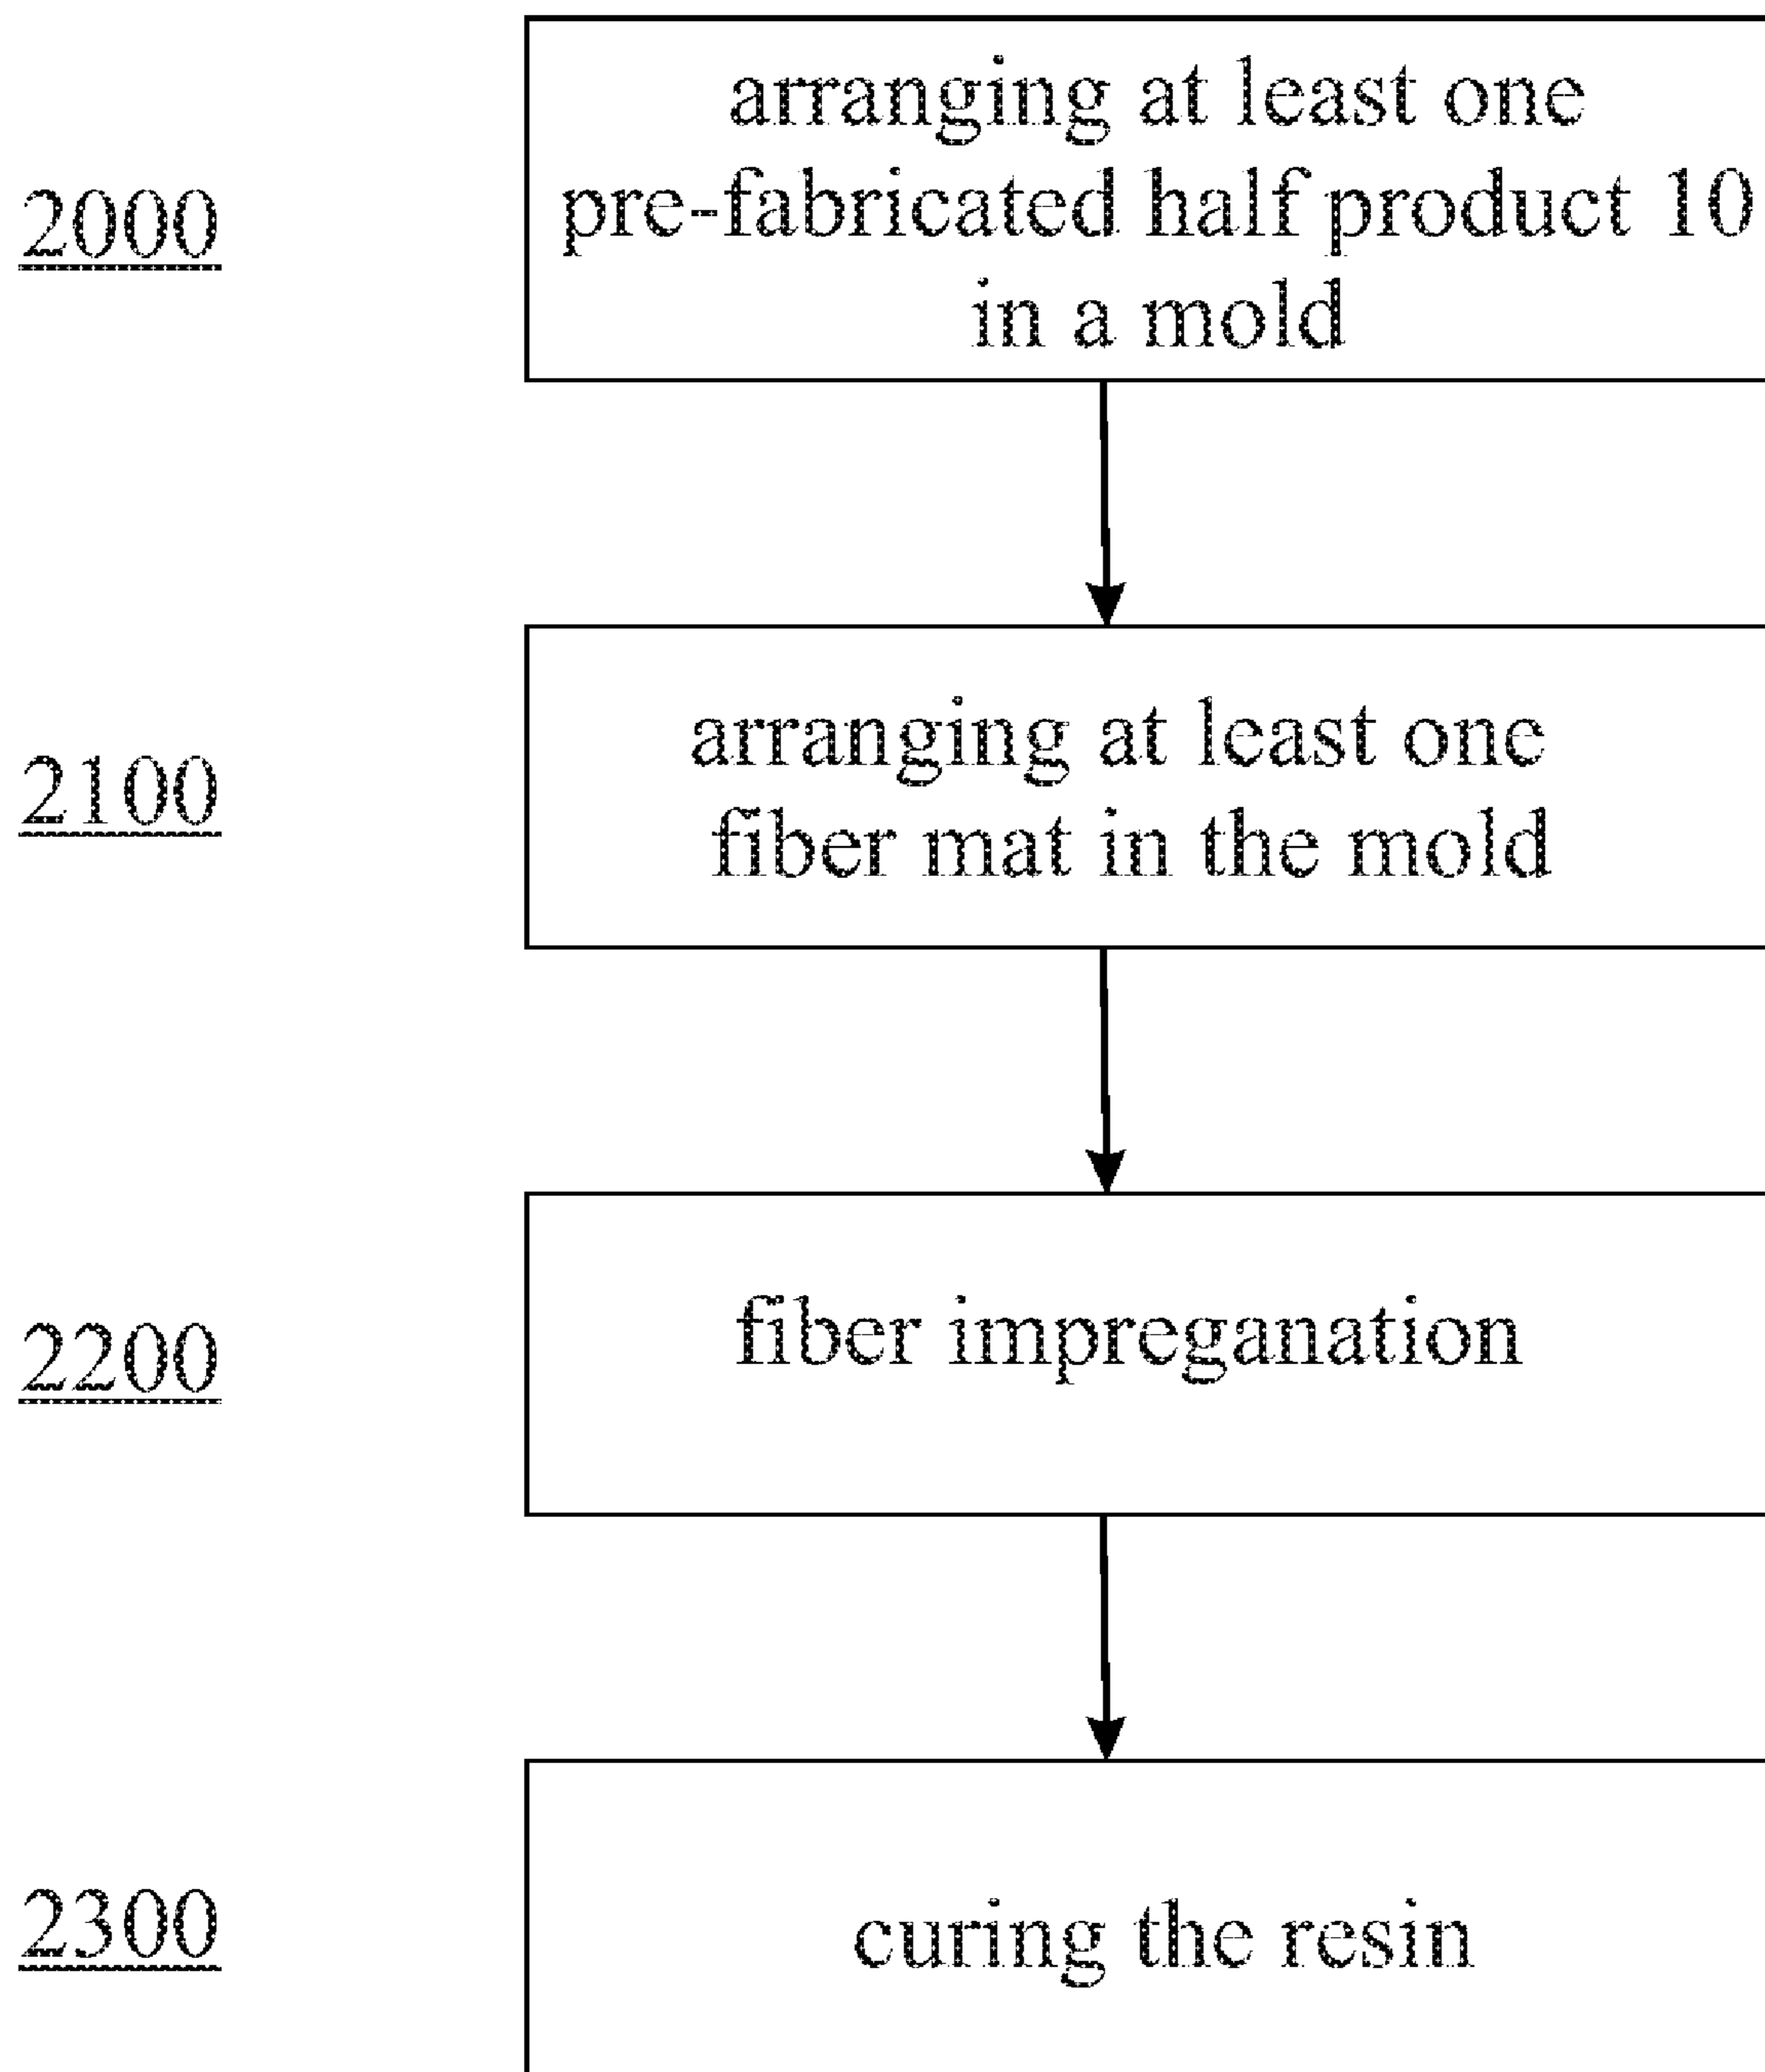 2000
arranging at least one
pre-fabricated half product 10
in a mold
2100
arranging at least one
fiber mat in the mold
2200
fiber impreganation
2300
curing the resin